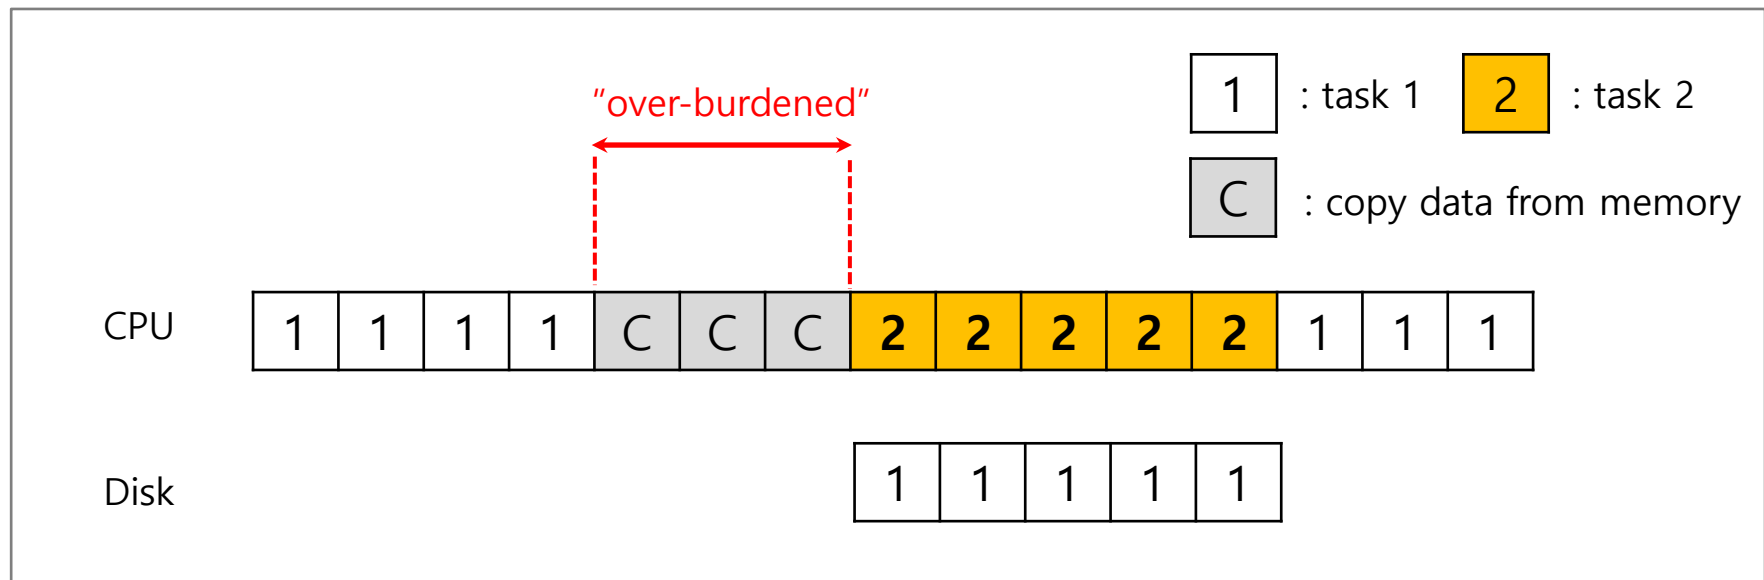 “over-burdened”
1 : task 1 2 : task 2
C : copy data from memory
CPU 1 1 1 1 C C C 2 2 2 2 2 1 1 1
Disk 1 1 1 1 1